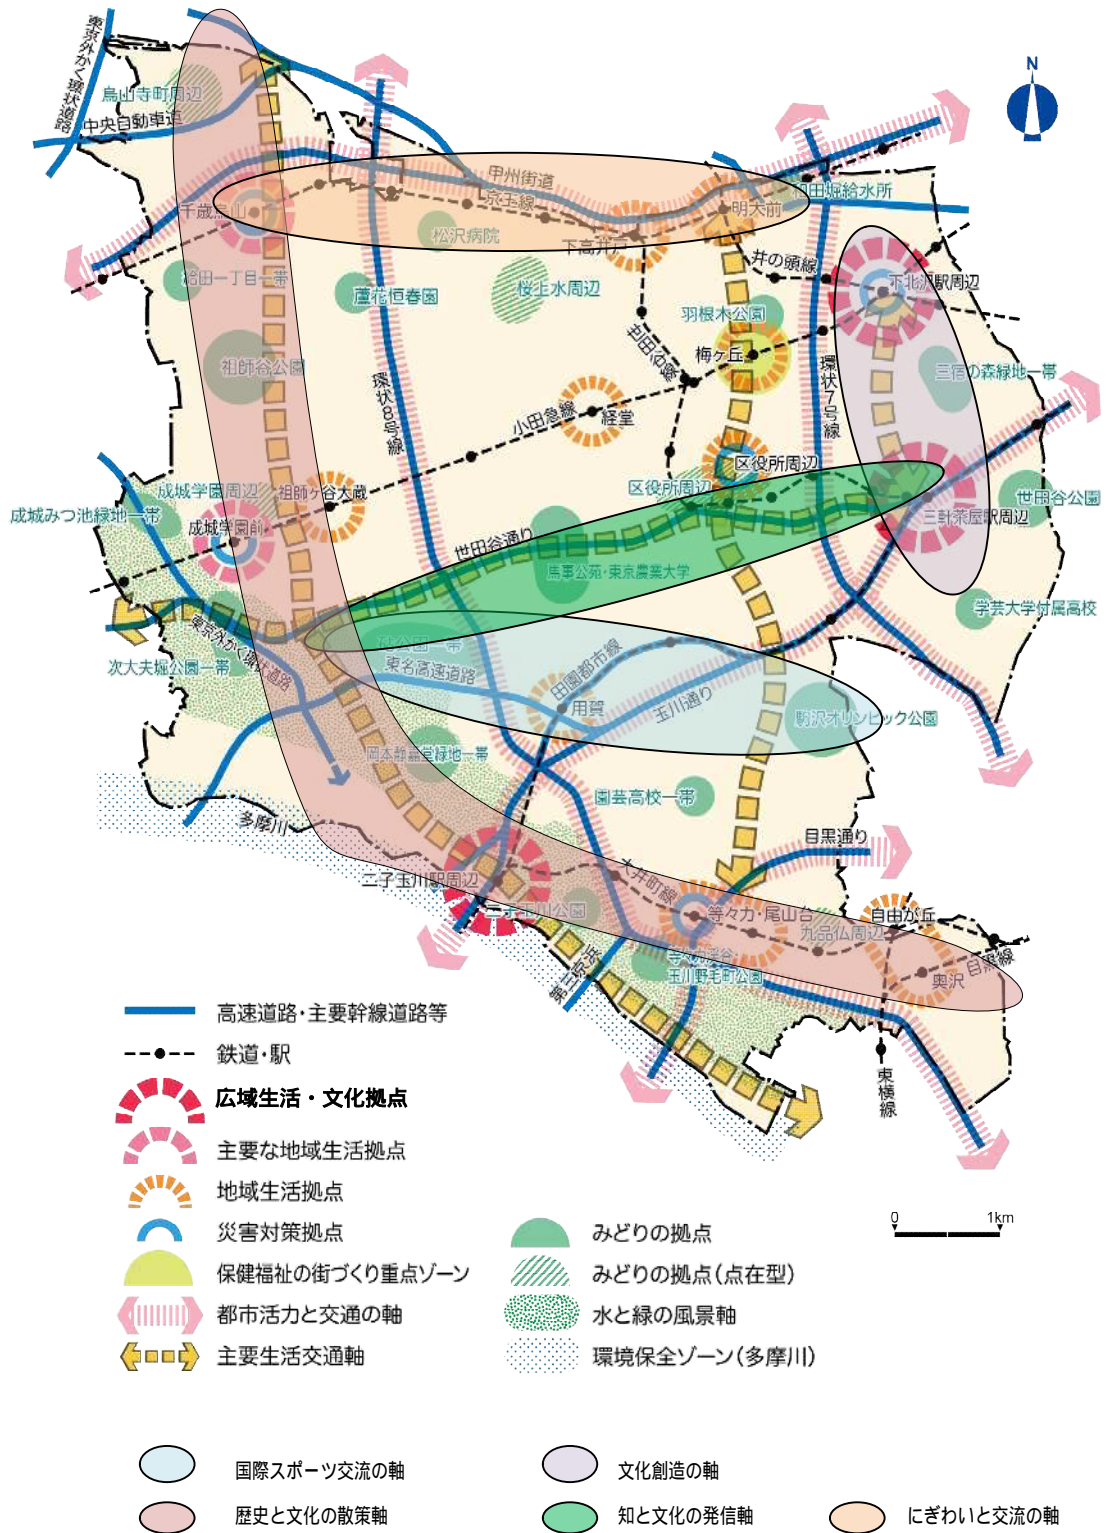 東京外かく環状道路
N
烏山寺町周辺
中央自動車道
甲州街道
京王線
和田堀給水所
千歳烏山
明大前
松沢病院
下高井戸
井の頭線
給田一丁目一帯
蘆花恒春園
桜上水周辺
下北沢駅周辺
羽根木公園
世田谷線
梅ヶ丘
祖師谷公園
環状8号線
環状7号線
三宿の森緑地一帯
小田急線
経堂
区役所周辺
成城学園周辺
祖師ヶ谷大蔵
区役所周辺
世田谷公園
成城みつ池緑地一帯
成城学園前
三軒茶屋駅周辺
世田谷通り
馬事公苑・東京農業大学
学芸大学付属高校
東京外かく環状道路
砧公園一帯
次大夫堀公園一帯
東名高速道路
田園都市線
用賀
玉川通り
駒沢オリンピック公園
岡本静嘉堂緑地一帯
園芸高校一帯
多摩川
目黒通り
二子玉川駅周辺
大井町線
二子玉川公園
等々力・尾山台
自由が丘
九品仏周辺
等々力渓谷・
玉川野毛町公園
目黒線
奥沢
第三京浜
東横線
高速道路・主要幹線道路等
鉄道・駅
広域生活・文化拠点
主要な地域生活拠点
地域生活拠点
災害対策拠点
保健福祉の街づくり重点ゾーン
都市活力と交通の軸
主要生活交通軸
みどりの拠点
みどりの拠点(点在型)
水と緑の風景軸
環境保全ゾーン(多摩川)
0 1km
国際スポーツ交流の軸
文化創造の軸
歴史と文化の散策軸
知と文化の発信軸
にぎわいと交流の軸